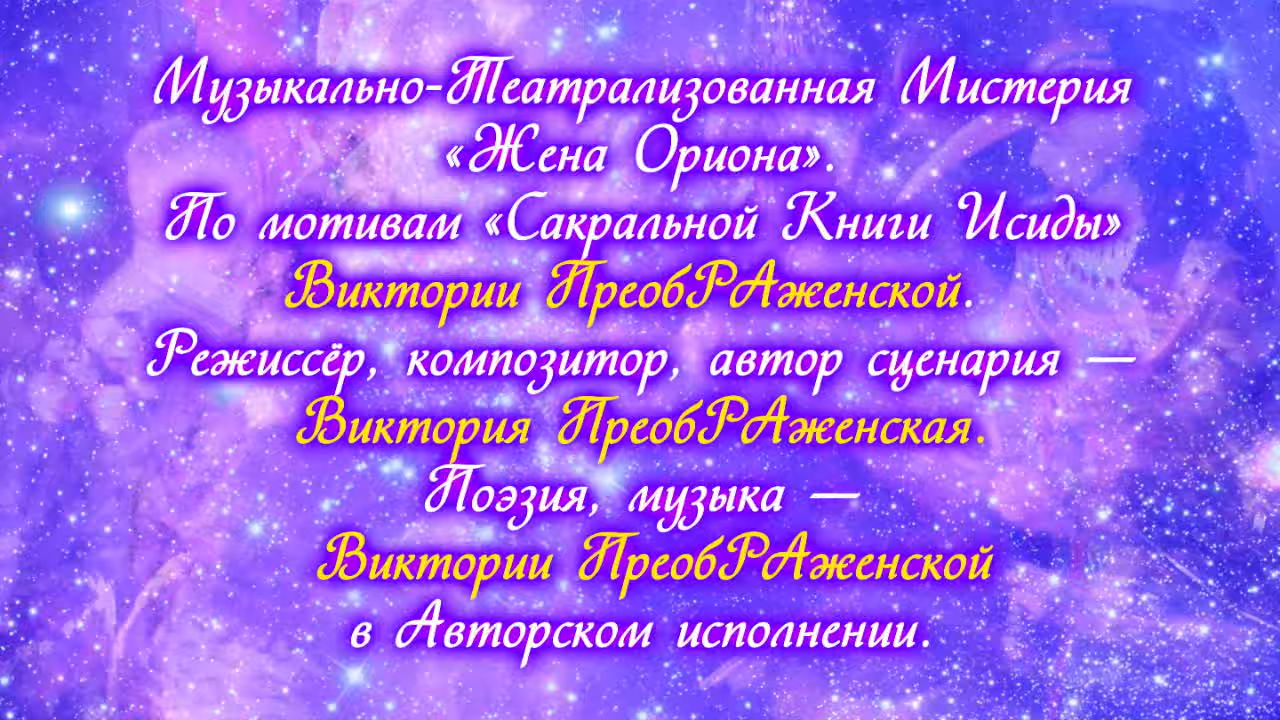 Музыкально-Театрализованная Мистерия
«Жена Ориона».
По мотивам «Сакральной Книги Исиды»
Виктории ПреобРАженской.
Режиссёр, композитор, автор сценария —
Виктория ПреобРАженская.
Поэзия, музыка —
Виктории ПреобРАженской
в Авторском исполнении.